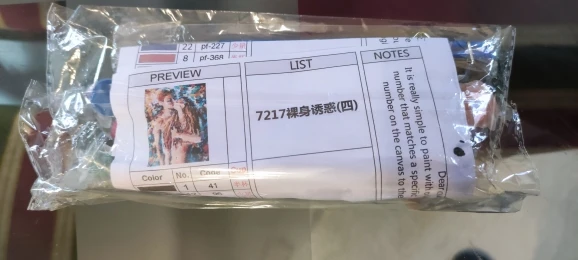 22 pf-227
8 pf-368
PREVIEW
LIST
NOTES
7217裸身诱惑(四)
Color No. Code
1 41
Dear
It is really simple to paint with
number that matches a specific
number on the canvas to the